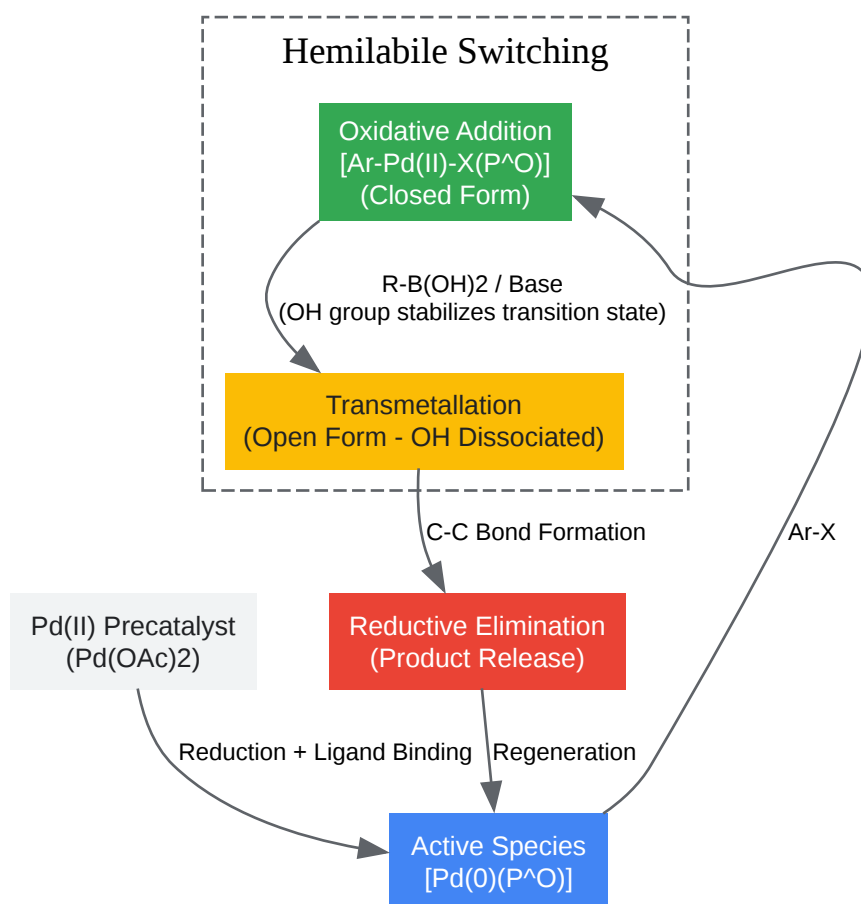 Hemilabile Switching
Oxidative Addition
[Ar-Pd(II)-X(P^O)]
(Closed Form)
R-B(OH)2 / Base
(OH group stabilizes transition state)
Transmetallation
(Open Form - OH Dissociated)
C-C Bond Formation
Ar-X
Pd(II) Precatalyst
(Pd(OAc)2)
Reductive Elimination
(Product Release)
Reduction + Ligand Binding
Regeneration
Active Species
[Pd(0)(P^O)]